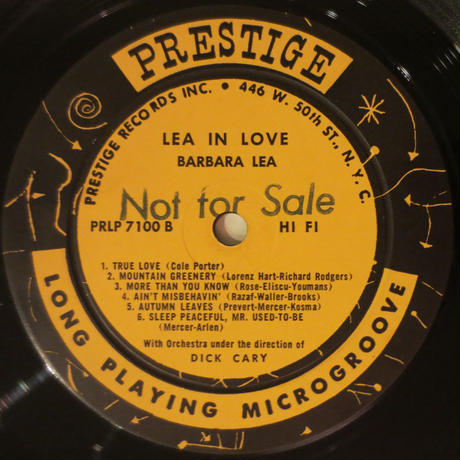 PRESTIGE
PRESTIGE RECORDS INC. • 446 W. 50th ST., N.Y.C.
LEA IN LOVE
BARBARA LEA
Not for Sale
PRLP 7100 B HI FI
1. TRUE LOVE (Cole Porter)
2. MOUNTAIN GREENERY (Lorenz Hart-Richard Rodgers)
3. MORE THAN YOU KNOW (Rose-Eliscu-Youmans)
4. AIN'T MISBEHAVIN' (Razaf-Waller-Brooks)
5. AUTUMN LEAVES (Prevert-Mercer-Kosma)
6. SLEEP PEACEFUL, MR. USED-TO-BE
(Mercer-Arlen)
With Orchestra under the direction of
DICK CARY
LONG PLAYING MICROGROOVE